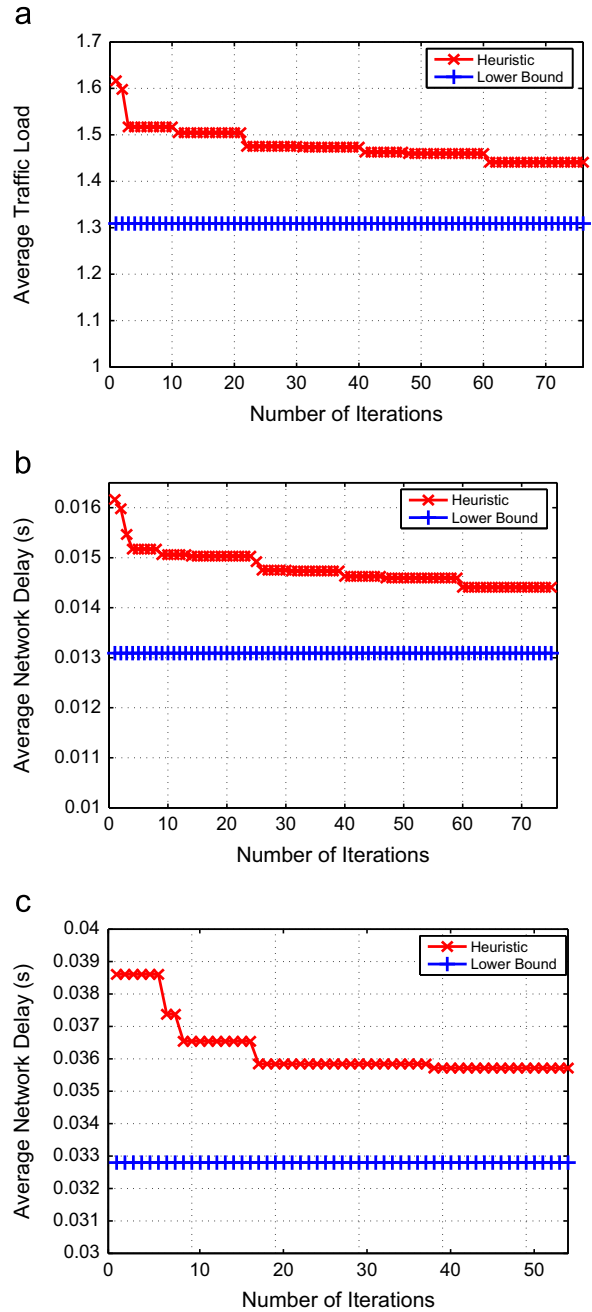 a
1.7
1.6
1.5
1.4
1.3
1.2
1.1
1
Average Traffic Load
Heuristic
Lower Bound
0 10 20 30 40 50 60 70
Number of Iterations
b
0.016
0.015
0.014
0.013
0.012
0.011
0.01
Average Network Delay (s)
Heuristic
Lower Bound
0 10 20 30 40 50 60 70
Number of Iterations
c
0.04
0.039
0.038
0.037
0.036
0.035
0.034
0.033
0.032
0.031
0.03
Average Network Delay (s)
Heuristic
Lower Bound
0 10 20 30 40 50
Number of Iterations